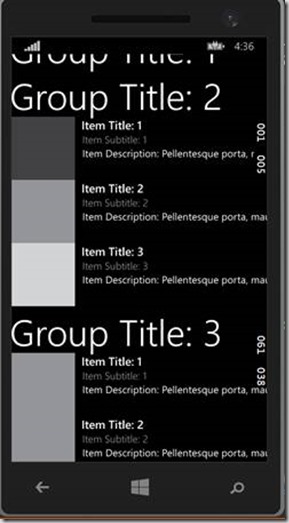 4:36
Group Title: 1
Group Title: 2
Item Title: 1
Item Subtitle: 1
Item Description: Pellentesque porta,
Item Title: 2
Item Subtitle: 2
Item Description: Pellentesque porta, mau
Item Title: 3
Item Subtitle: 3
Item Description: Pellentesque porta, mau
001 005
Group Title: 3
Item Title: 1
Item Subtitle: 1
Item Description: Pellentesque porta, mau
Item Title: 2
Item Subtitle: 2
Item Description: Pellentesque porta, mau
061 038